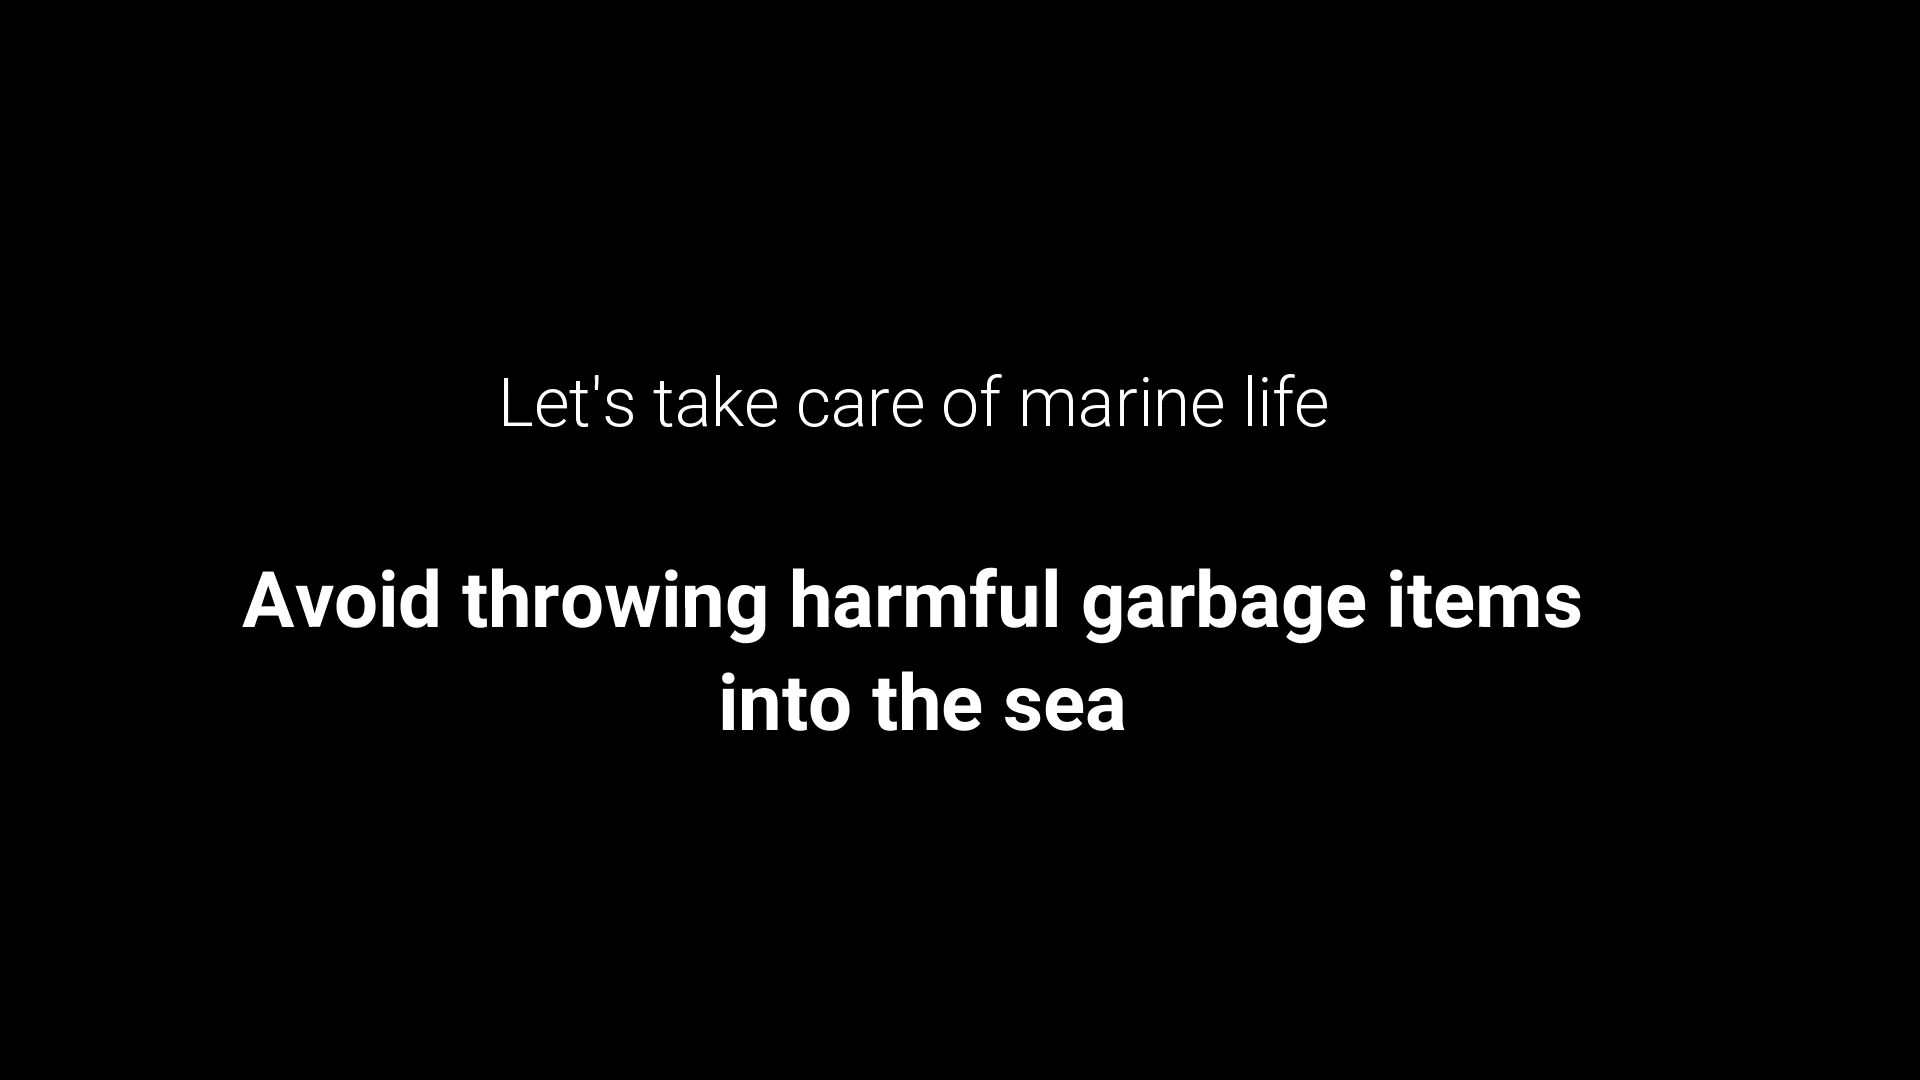 Let's take care of marine life
Avoid throwing harmful garbage items
into the sea